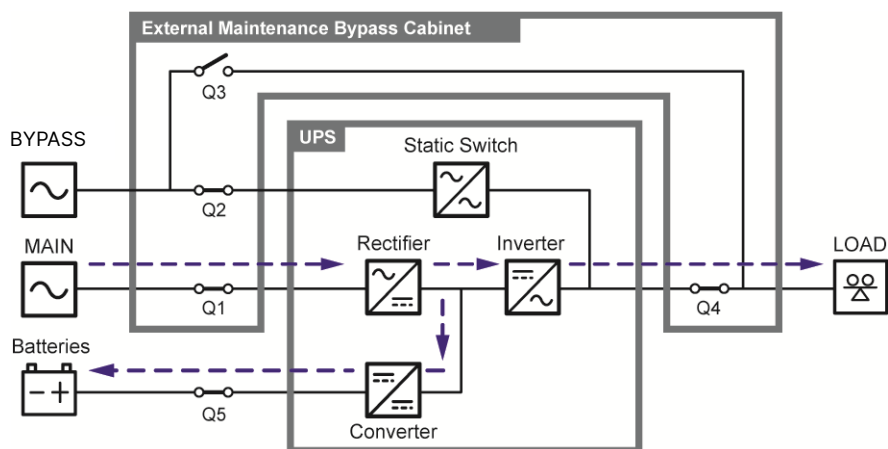 External Maintenance Bypass Cabinet
Q3
UPS
BYPASS
Static Switch
Q2
MAIN
Rectifier
Inverter
LOAD
Q1
Q4
Batteries
Q5
Converter